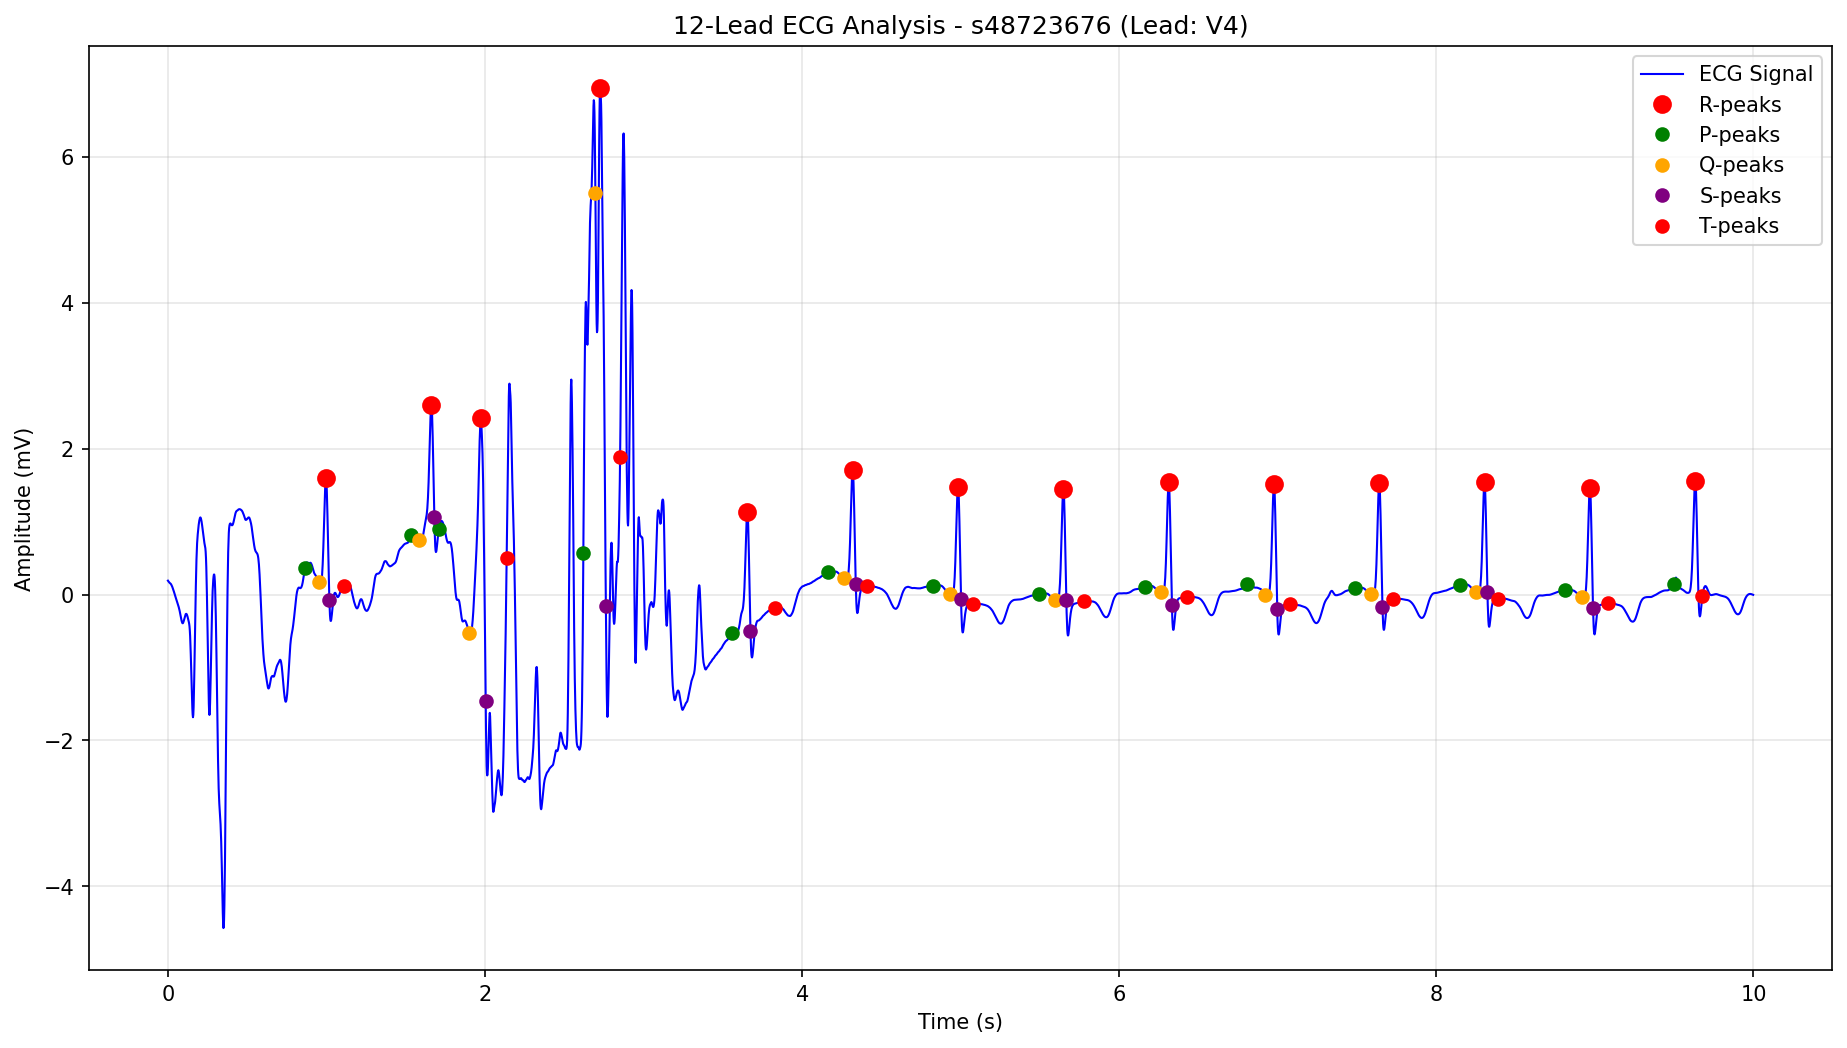 12-Lead ECG Analysis - s48723676 (Lead: V4)
ECG Signal
R-peaks
P-peaks
Q-peaks
S-peaks
T-peaks
Amplitude (mV)
6
4
2
0
−2
−4
0 2 4 6 8 10
Time (s)